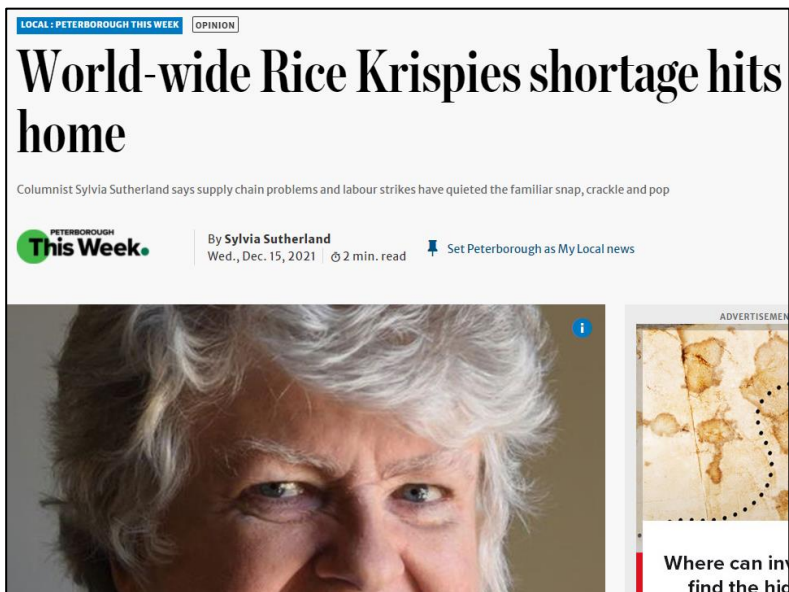 LOCAL : PETERBOROUGH THIS WEEK OPINION
World-wide Rice Krispies shortage hits
home
Columnist Sylvia Sutherland says supply chain problems and labour strikes have quieted the familiar snap, crackle and pop
PETERBOROUGH
This Week.
By Sylvia Sutherland
Wed., Dec. 15, 2021 2 min. read
Set Peterborough as My Local news
i
ADVERTISEMEN
Where can inv
find the hid